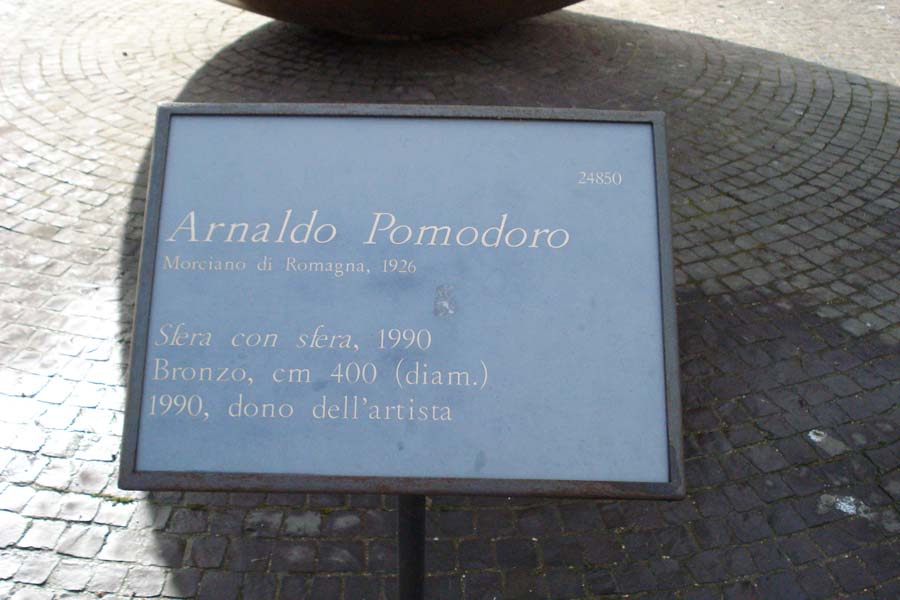 24850
Arnaldo Pomodoro
Morciano di Romagna, 1926
Sfera con sfera, 1990
Bronzo, cm 400 (diam.)
1990, dono dell'artista